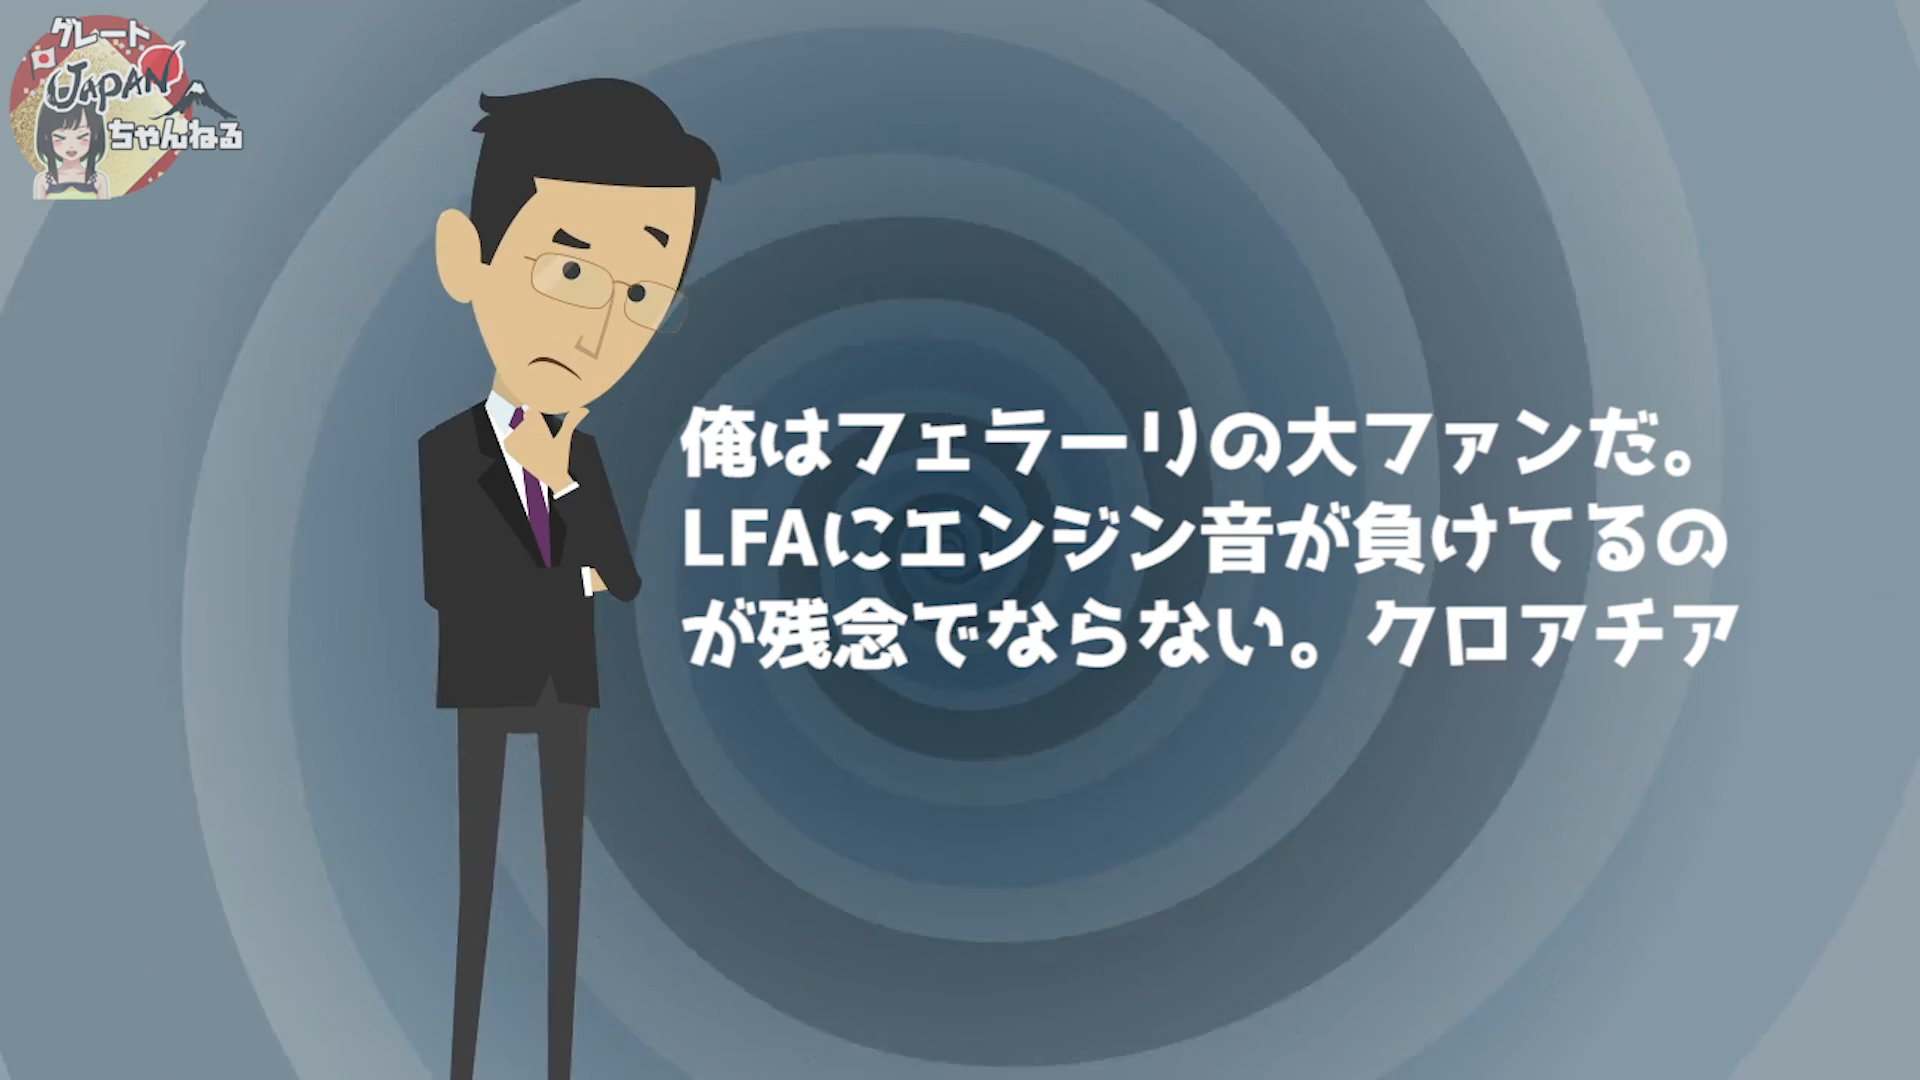 グレート
JAPAN
ちゃんねる
俺はフェラーリの大ファンだ。
LFAにエンジン音が負けてるの
が残念でならない。クロアチア